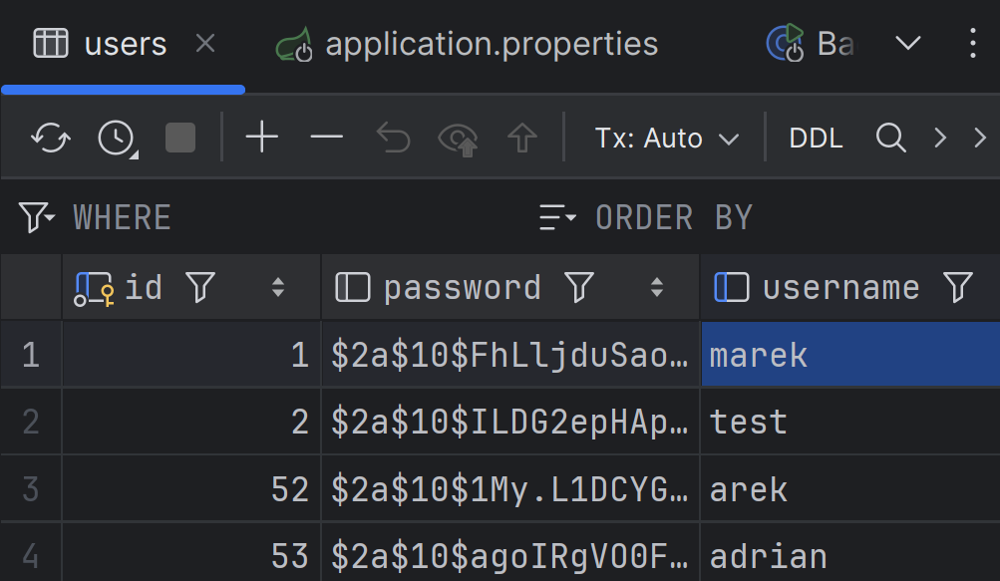 users application.properties Ba
Tx: Auto DDL
WHERE ORDER BY
id password username
1 1 $2a$10$FhLljduSao… marek
2 2 $2a$10$ILDG2epHAp… test
3 52 $2a$10$1My.L1DCYG… arek
4 53 $2a$10$agoIRgVO0F… adrian